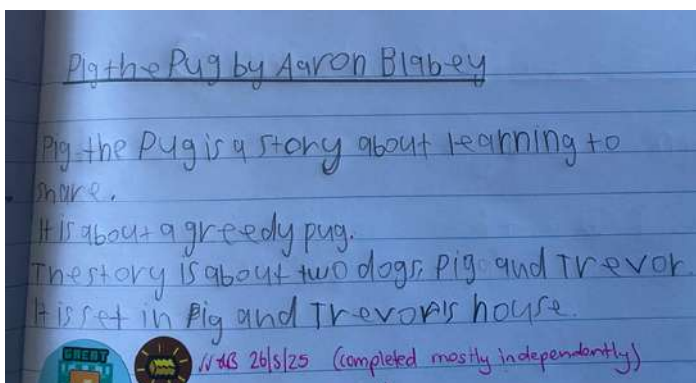 Pig the Pug by Aaron Blabey
Pig the Pug is a story about learning to
share.
It is about a greedy pug.
The story is about two dogs, Pig and Trevor
It is set in Pig and Trevor's house.
GREAT
26/8/25 (completed mostly independently)